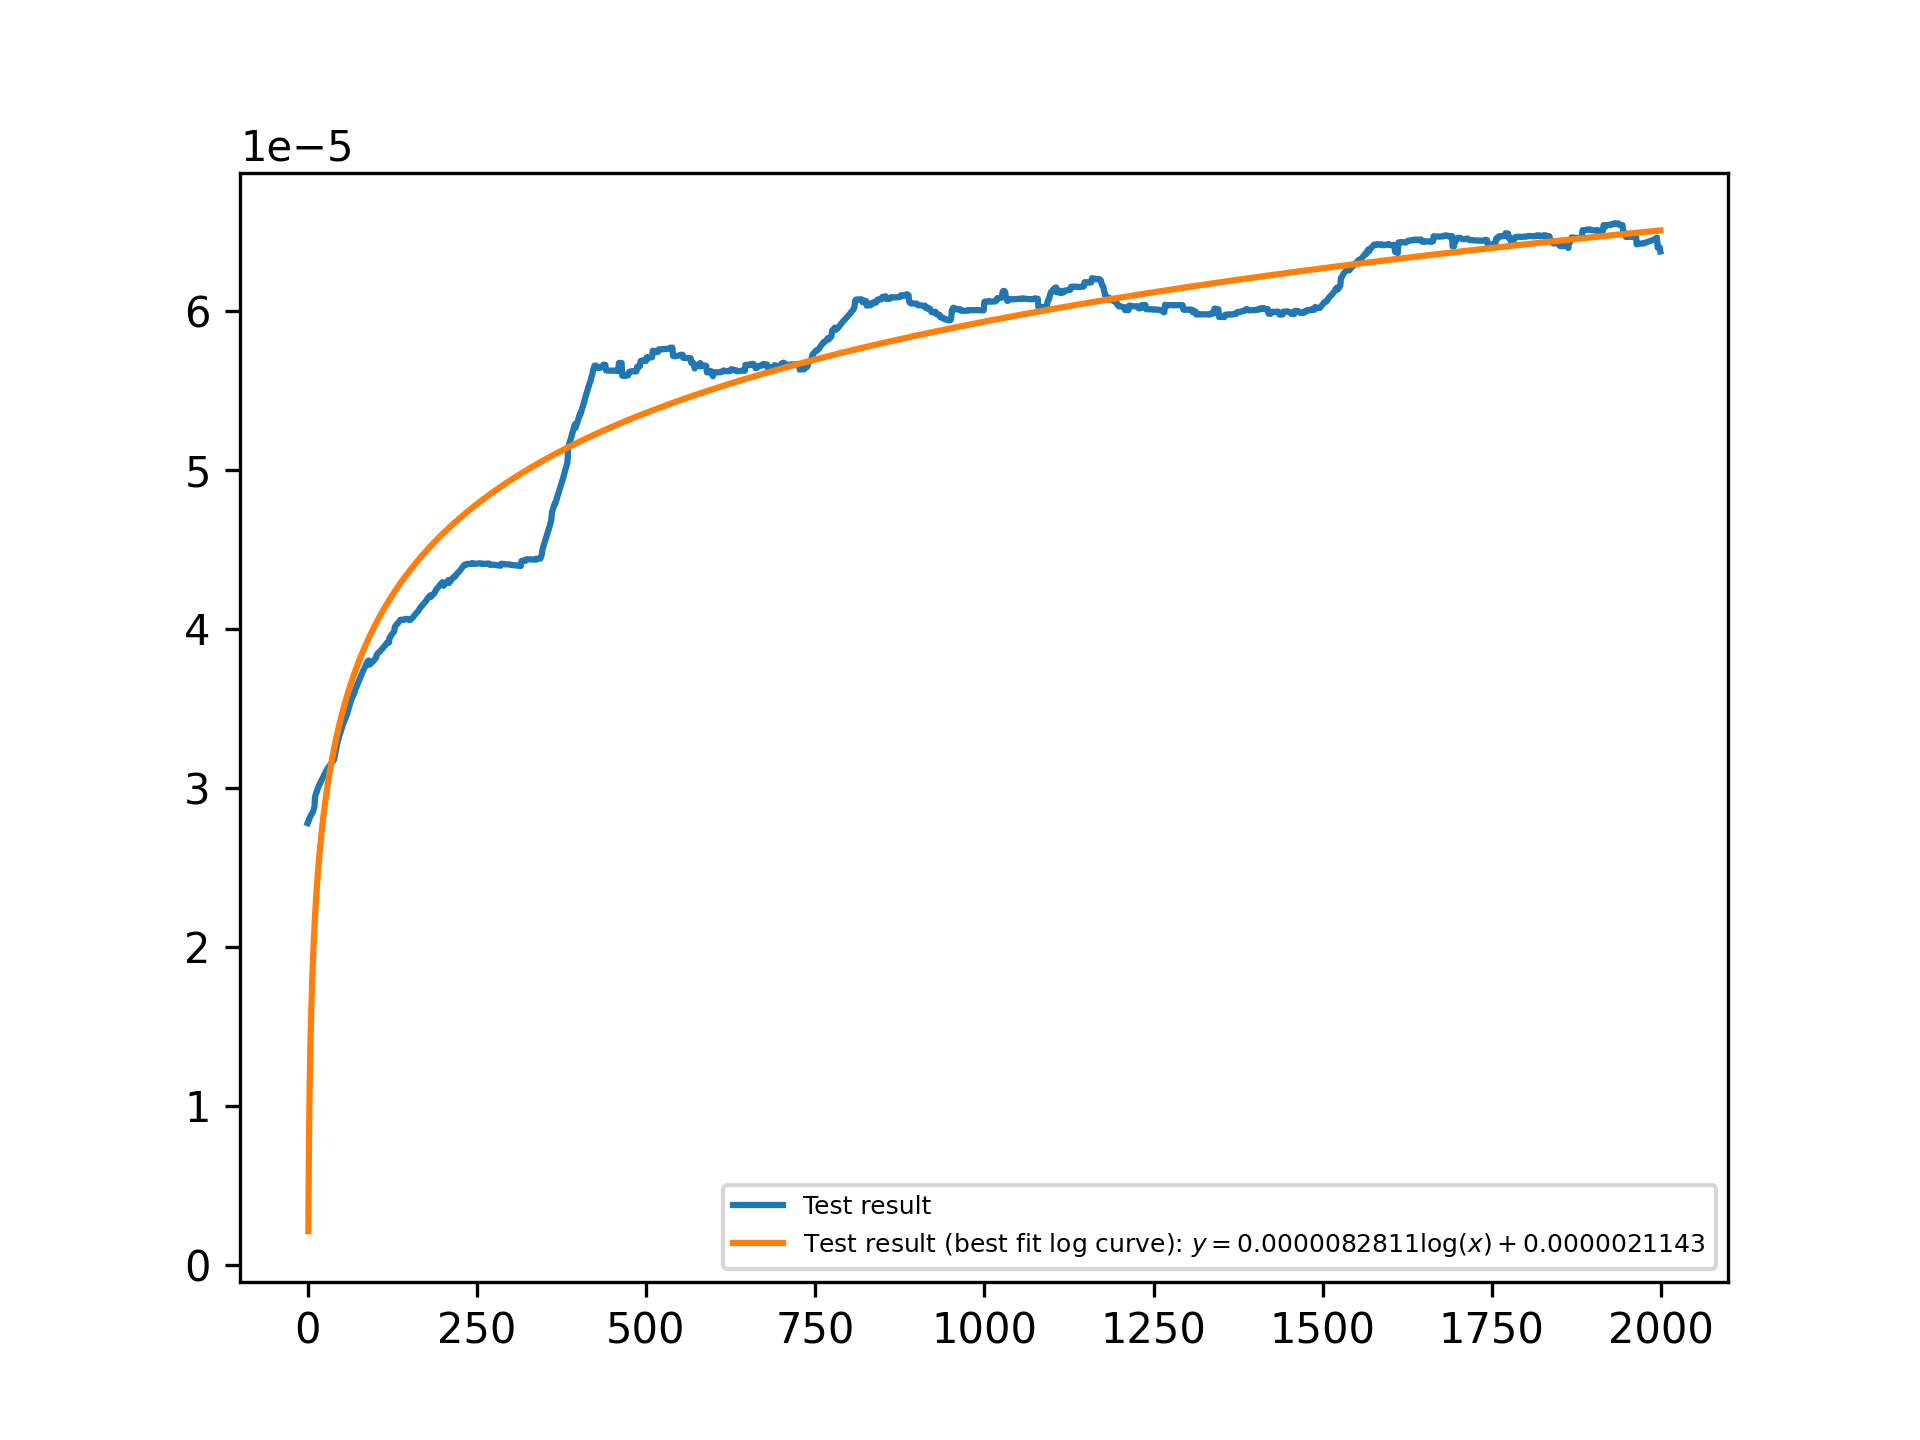 1e−5
6
5
4
3
2
1
0
0 250 500 750 1000 1250 1500 1750 2000
Test result
Test result (best fit log curve): y = 0.0000082811log(x) + 0.0000021143